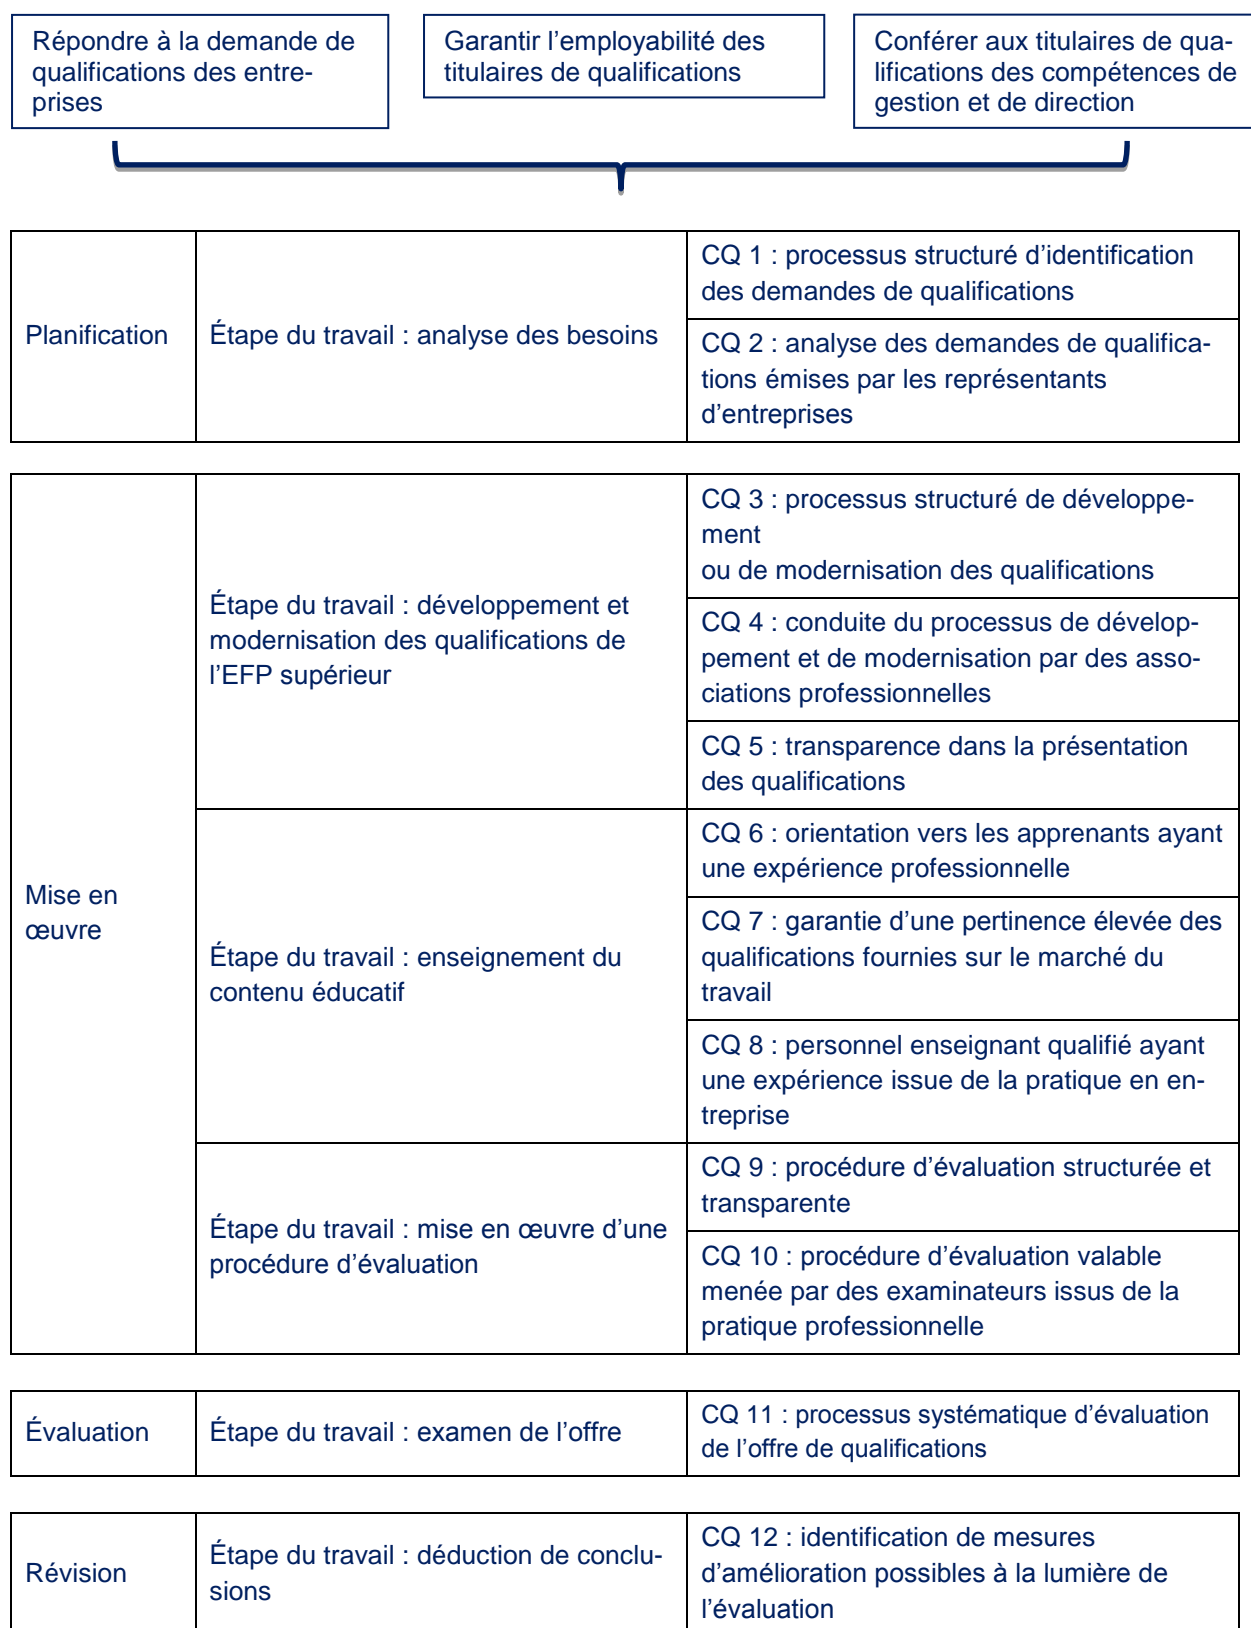 Répondre à la demande de
qualifications des entre-
prises
Garantir l’employabilité des
titulaires de qualifications
Conférer aux titulaires de qua-
lifications des compétences de
gestion et de direction
Planification
Étape du travail : analyse des besoins
CQ 1 : processus structuré d’identification
des demandes de qualifications
CQ 2 : analyse des demandes de qualifica-
tions émises par les représentants
d’entreprises
Mise en
œuvre
Étape du travail : développement et
modernisation des qualifications de
l’EFP supérieur
CQ 3 : processus structuré de développe-
ment
ou de modernisation des qualifications
CQ 4 : conduite du processus de dévelop-
pement et de modernisation par des asso-
ciations professionnelles
CQ 5 : transparence dans la présentation
des qualifications
Étape du travail : enseignement du
contenu éducatif
CQ 6 : orientation vers les apprenants ayant
une expérience professionnelle
CQ 7 : garantie d’une pertinence élevée des
qualifications fournies sur le marché du
travail
CQ 8 : personnel enseignant qualifié ayant
une expérience issue de la pratique en en-
treprise
Étape du travail : mise en œuvre d’une
procédure d’évaluation
CQ 9 : procédure d’évaluation structurée et
transparente
CQ 10 : procédure d’évaluation valable
menée par des examinateurs issus de la
pratique professionnelle
Évaluation
Étape du travail : examen de l’offre
CQ 11 : processus systématique d’évaluation
de l’offre de qualifications
Révision
Étape du travail : déduction de conclu-
sions
CQ 12 : identification de mesures
d’amélioration possibles à la lumière de
l’évaluation